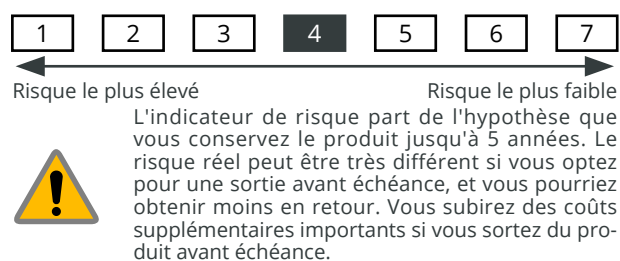 1 2 3 4 5 6 7
Risque le plus élevé Risque le plus faible
L'indicateur de risque part de l'hypothèse que
vous conservez le produit jusqu'à 5 années. Le
risque réel peut être très différent si vous optez
pour une sortie avant échéance, et vous pourriez
obtenir moins en retour. Vous subirez des coûts
supplémentaires importants si vous sortez du pro-
duit avant échéance.